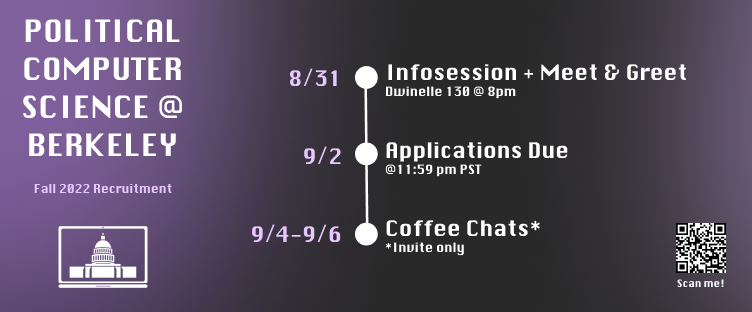 POLITICAL
COMPUTER
SCIENCE @
BERKELEY
Fall 2022 Recruitment
8/31
Infosession + Meet & Greet
Dwinelle 130 @ 8pm
9/2
Applications Due
@11:59 pm PST
9/4-9/6
Coffee Chats*
*Invite only
Scan me!